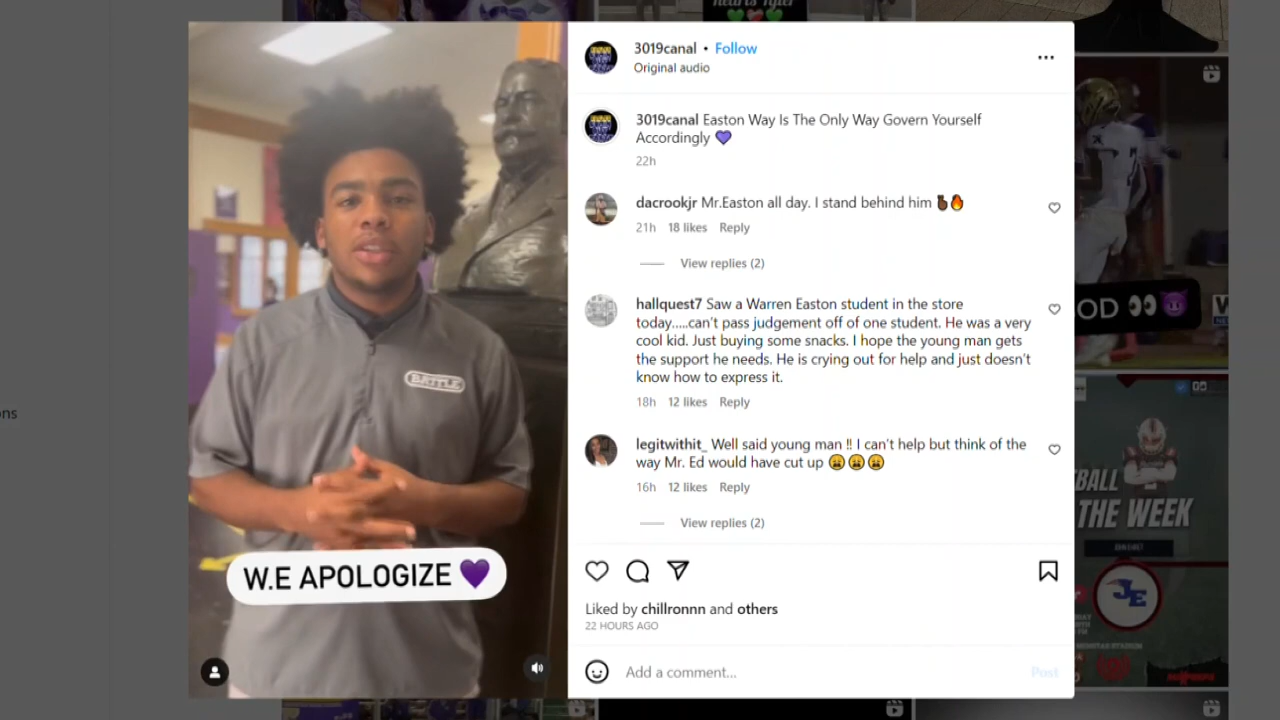 hearts Tyler
💚❤️💚
3019canal • Follow
Original audio
3019canal Easton Way Is The Only Way Govern Yourself
Accordingly 💜
22h
dacrookjr Mr.Easton all day. I stand behind him ✊🏿🔥
21h 18 likes Reply
View replies (2)
hallquest7 Saw a Warren Easton student in the store
today.....can't pass judgement off of one student. He was a very
cool kid. Just buying some snacks. I hope the young man gets
the support he needs. He is crying out for help and just doesn't
know how to express it.
18h 12 likes Reply
legitwithit_ Well said young man !! I can't help but think of the
way Mr. Ed would have cut up 😩😩😩
16h 12 likes Reply
View replies (2)
Liked by chillronnn and others
22 HOURS AGO
Add a comment...
Post
BATTLE
W.E APOLOGIZE 💜
ons
OD 👀😈
BALL
THE WEEK
JE